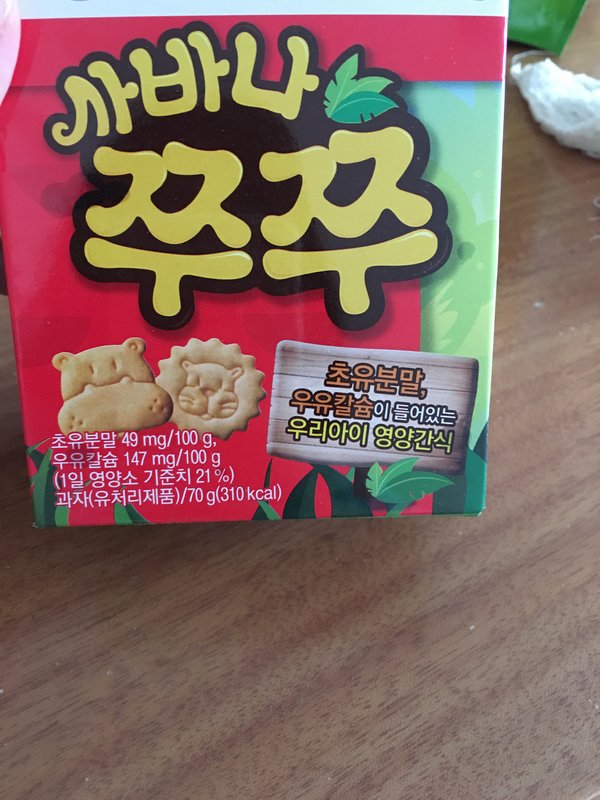 사바나
쮸쮸
초유분말,
우유칼슘이 들어있는
우리아이 영양간식
초유분말 49 mg/100 g,
우유칼슘 147 mg/100 g
(1일 영양소 기준치 21%)
과자(유처리제품)/70 g(310 kcal)